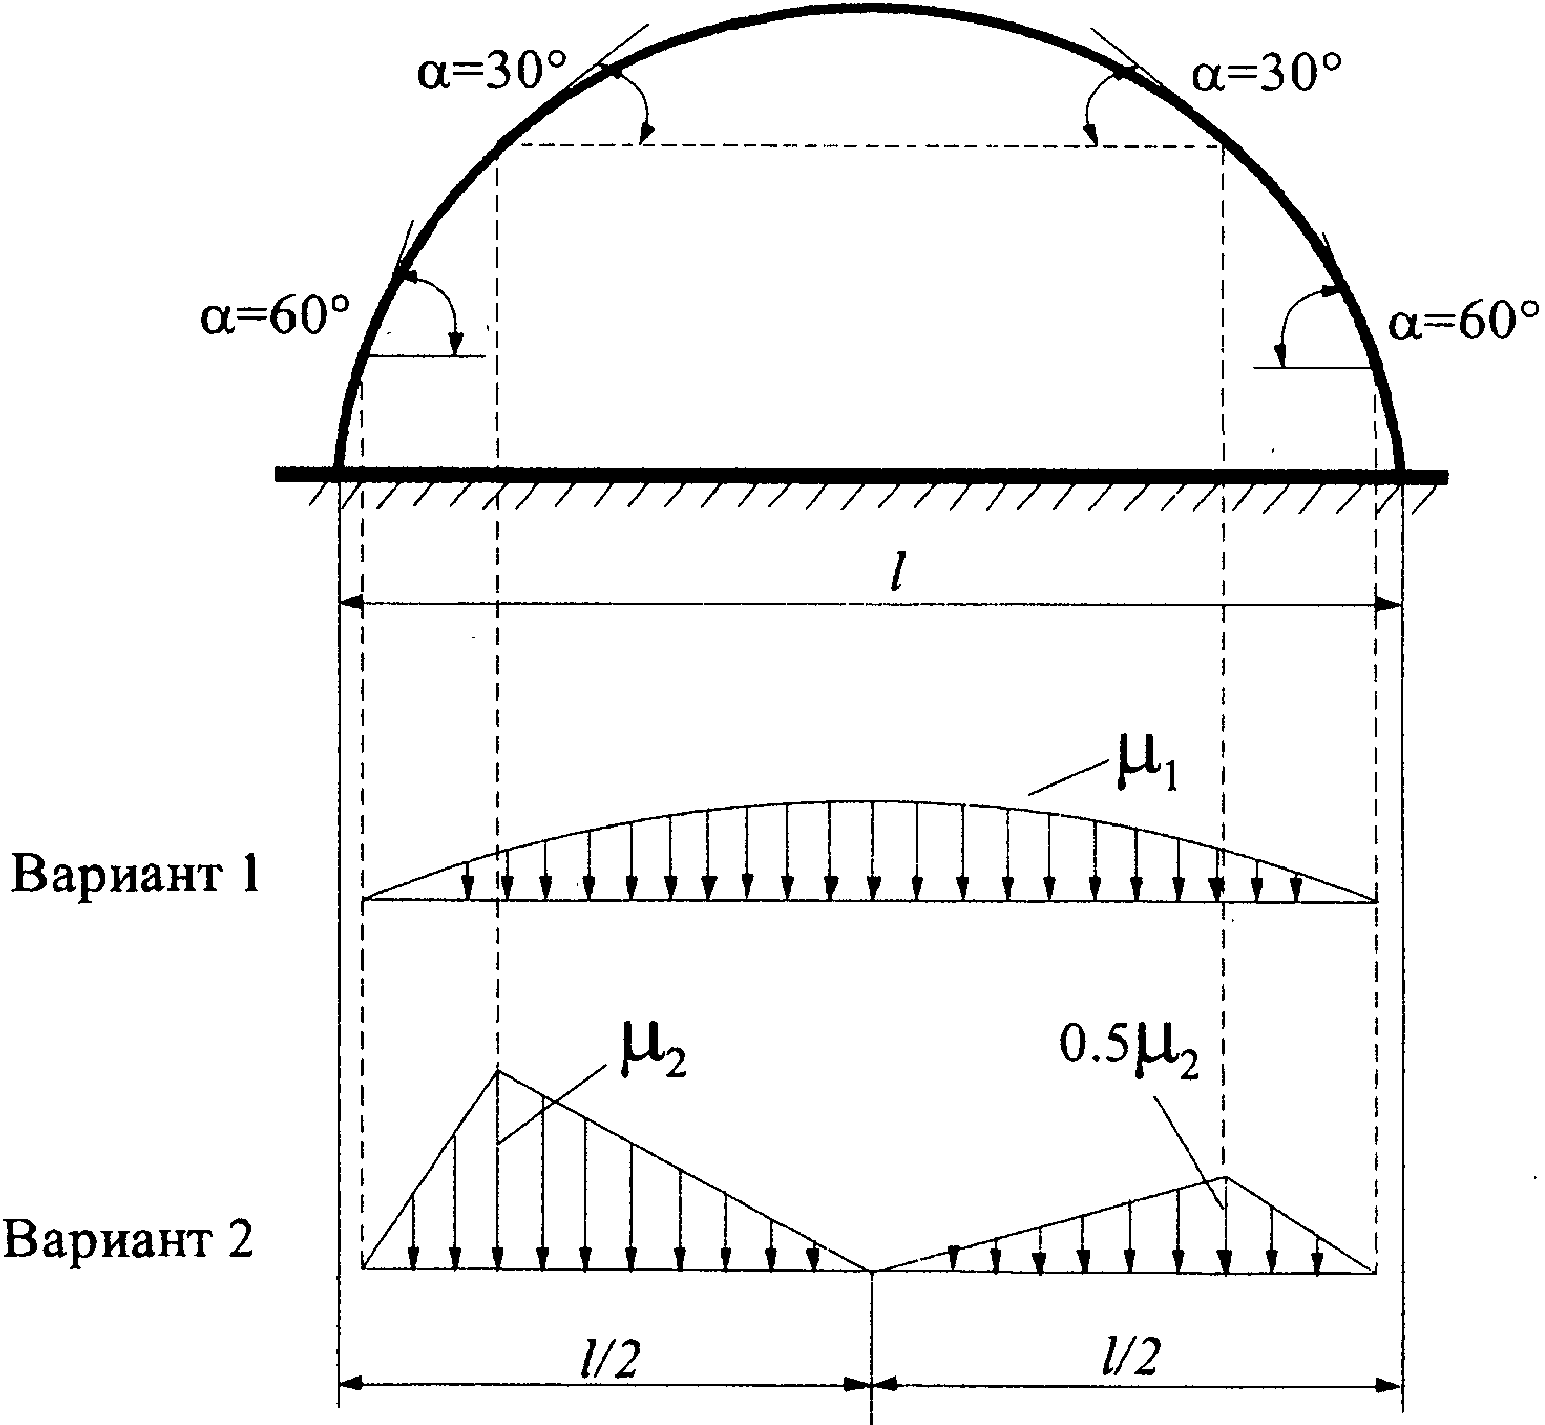 α=30° α=30°
α=60° α=60°
l
μ₁
Вариант 1
μ₂ 0.5μ₂
Вариант 2
l/2 l/2